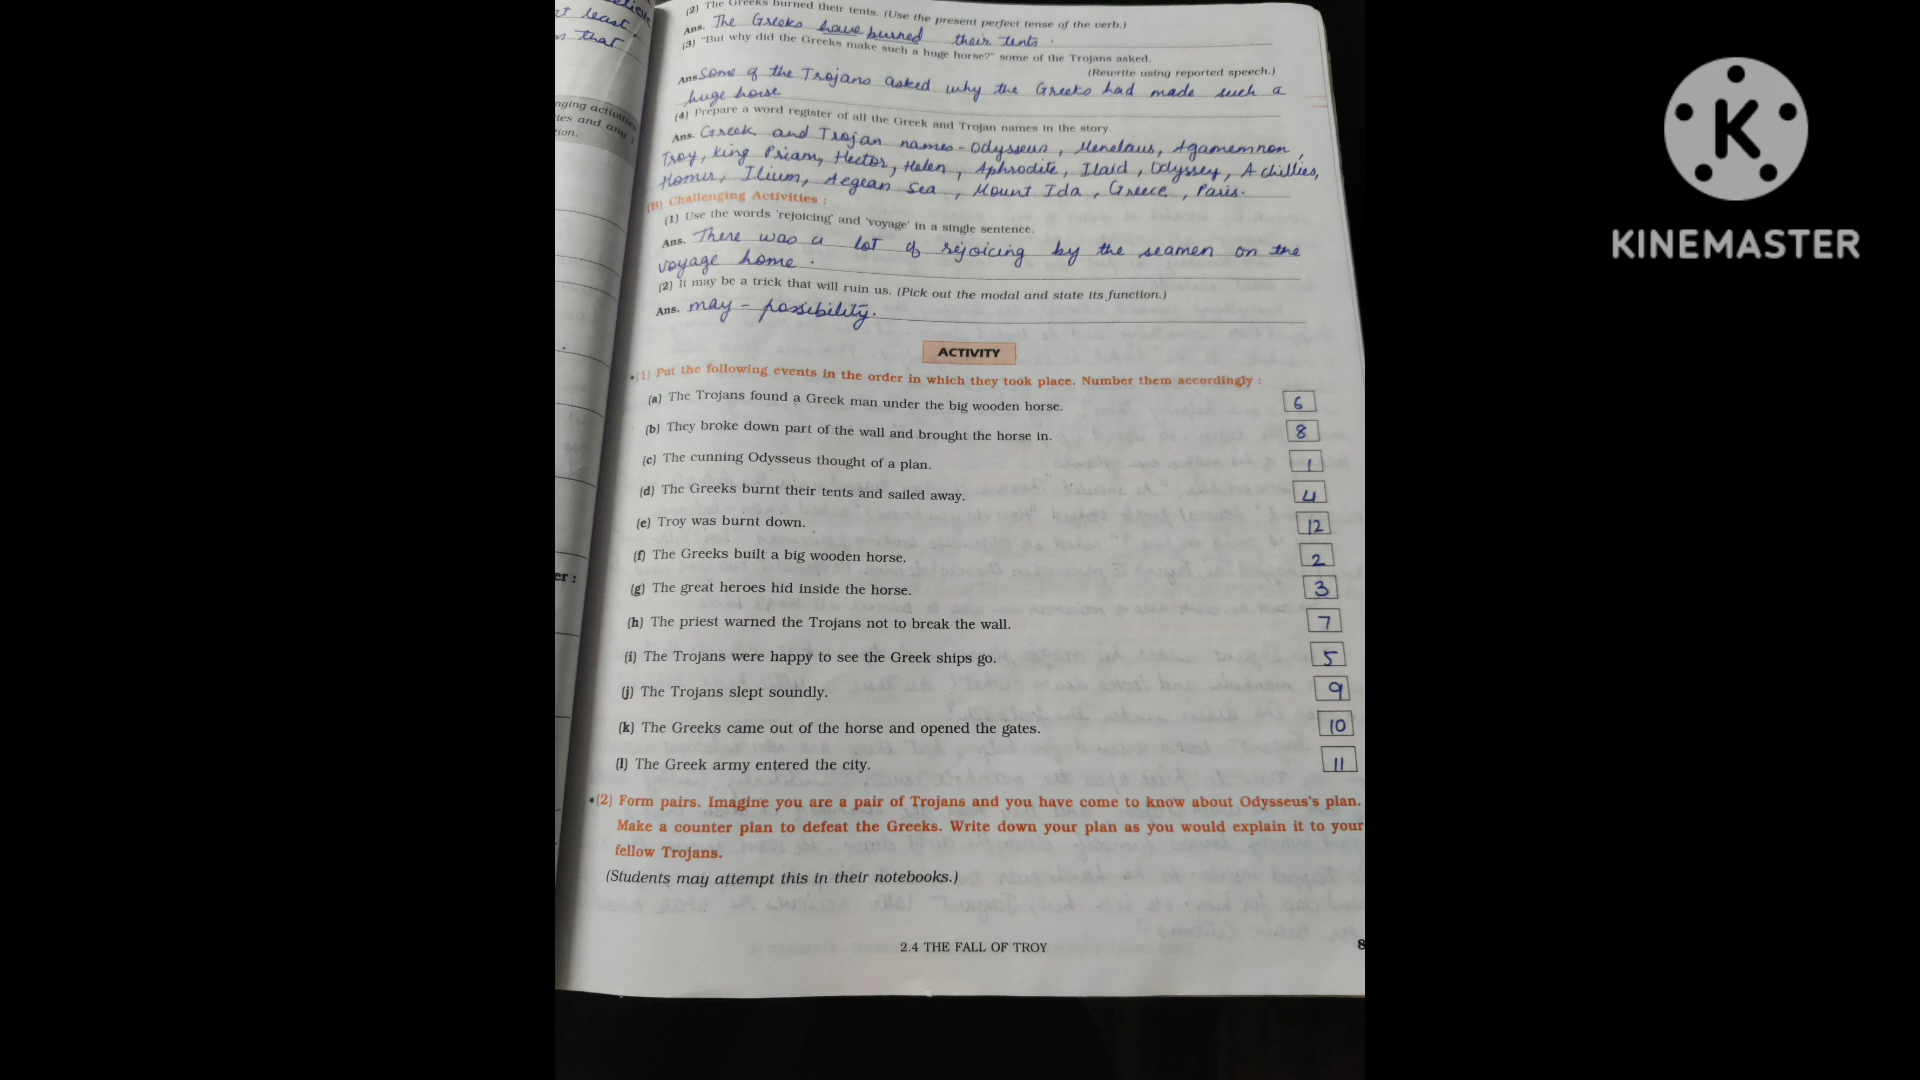 t least
s that
nging activities
ies and any
ion.
er :
(2) The Greeks burned their tents. (Use the present perfect tense of the verb.)
Ans. The Greeks have burned their tents.
(3) "But why did the Greeks make such a huge horse?" some of the Trojans asked.
(Rewrite using reported speech.)
Ans. Some of the Trojans asked why the Greeks had made such a
huge horse
(4) Prepare a word register of all the Greek and Trojan names in the story.
Ans. Greek and Trojan names - Odysseus, Menelaus, Agamemnon,
Troy, King Priam, Hector, Helen, Aphrodite, Ilaid, Odyssey, Achillies,
Homer, Ilium, Aegean Sea, Mount Ida, Greece, Paris.
(B) Challenging Activities :
(1) Use the words 'rejoicing' and 'voyage' in a single sentence.
Ans. There was a lot of rejoicing by the seamen on the
voyage home.
(2) It may be a trick that will ruin us. (Pick out the modal and state its function.)
Ans. may - possibility.
ACTIVITY
•(1) Put the following events in the order in which they took place. Number them accordingly :
(a) The Trojans found a Greek man under the big wooden horse. 6
(b) They broke down part of the wall and brought the horse in. 8
(c) The cunning Odysseus thought of a plan. 1
(d) The Greeks burnt their tents and sailed away. 4
(e) Troy was burnt down. 12
(f) The Greeks built a big wooden horse. 2
(g) The great heroes hid inside the horse. 3
(h) The priest warned the Trojans not to break the wall. 7
(i) The Trojans were happy to see the Greek ships go. 5
(j) The Trojans slept soundly. 9
(k) The Greeks came out of the horse and opened the gates. 10
(l) The Greek army entered the city. 11
•(2) Form pairs. Imagine you are a pair of Trojans and you have come to know about Odysseus's plan.
Make a counter plan to defeat the Greeks. Write down your plan as you would explain it to your
fellow Trojans.
(Students may attempt this in their notebooks.)
2.4 THE FALL OF TROY 8
K
KINEMASTER